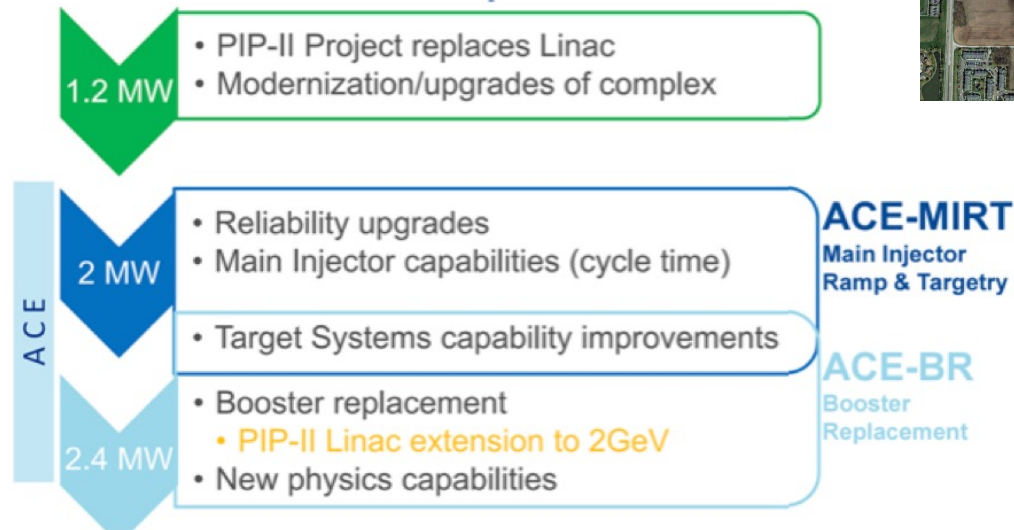 1.2 MW
• PIP-II Project replaces Linac
• Modernization/upgrades of complex
ACE
2 MW
• Reliability upgrades
• Main Injector capabilities (cycle time)
• Target Systems capability improvements
ACE-MIRT
Main Injector
Ramp & Targetry
2.4 MW
• Booster replacement
• PIP-II Linac extension to 2GeV
• New physics capabilities
ACE-BR
Booster
Replacement